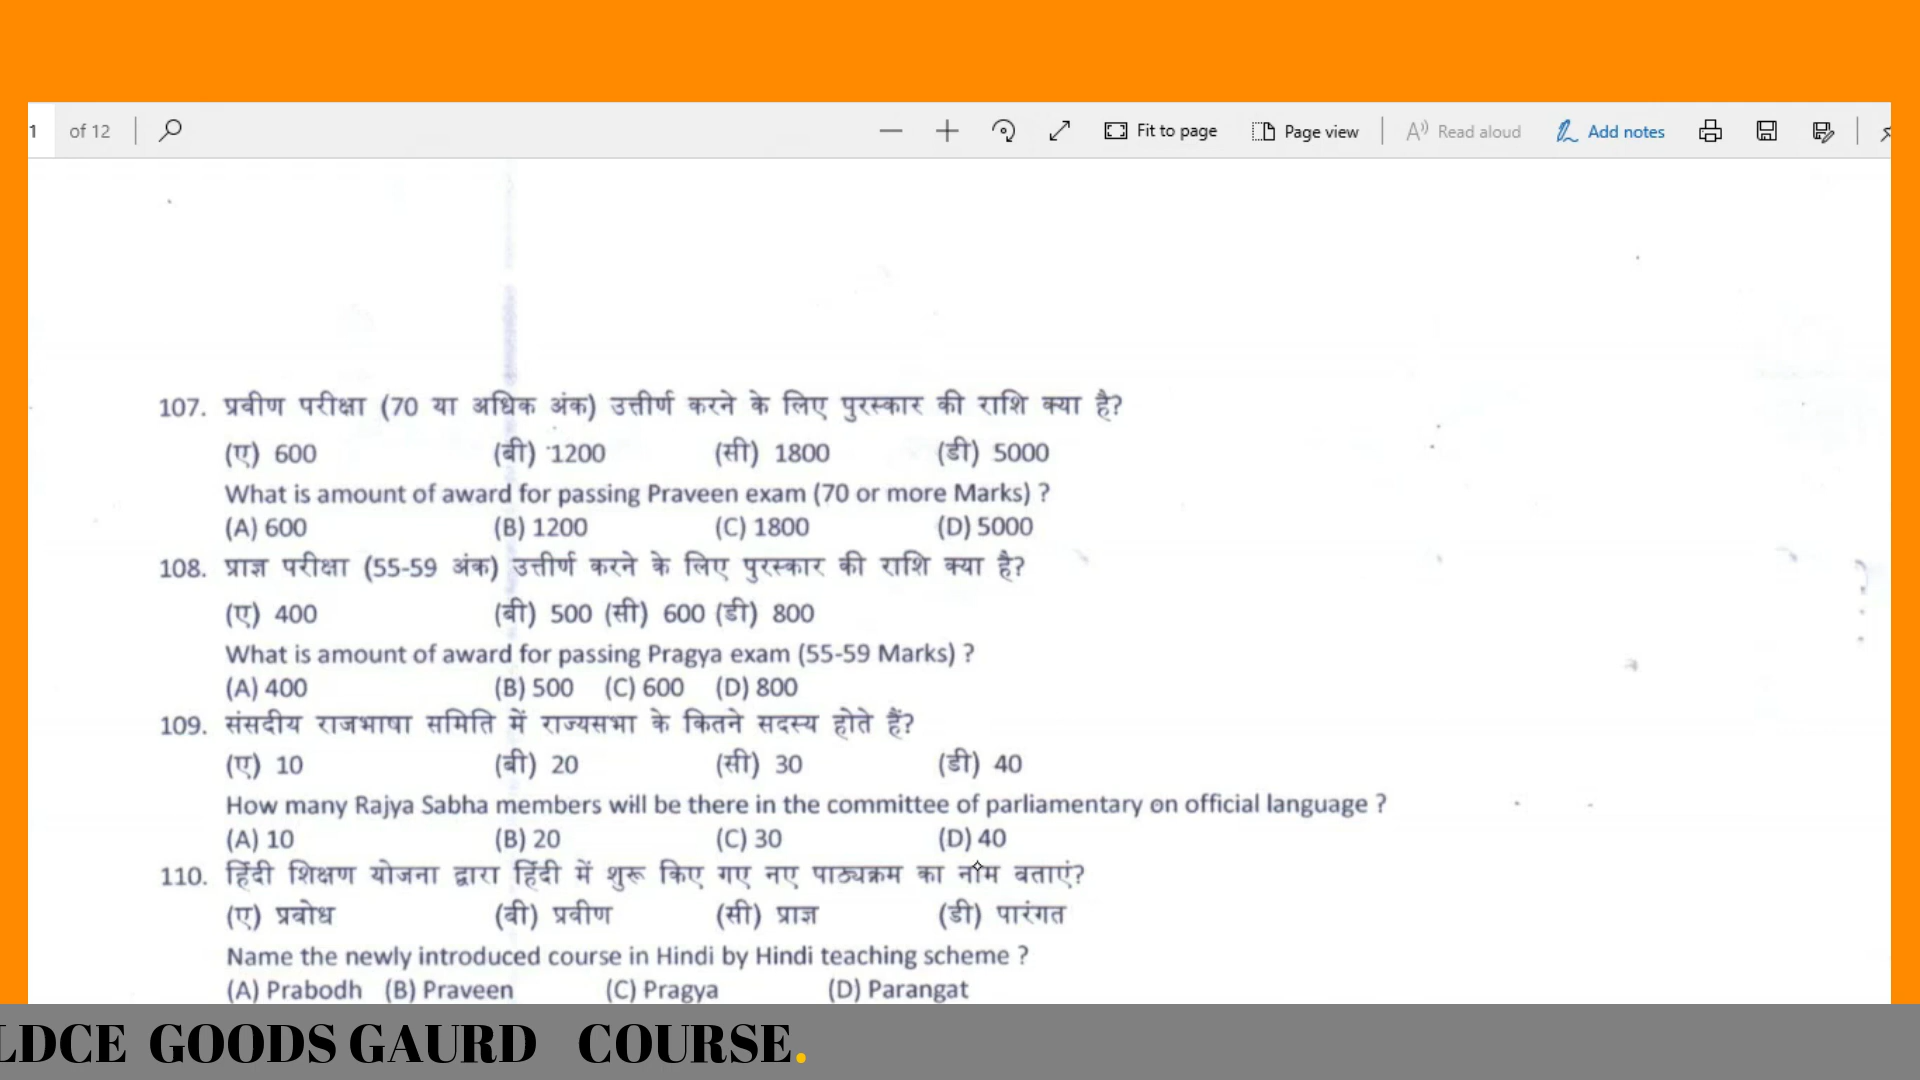 1 of 12 Fit to page Page view Read aloud Add notes
107. प्रवीण परीक्षा (70 या अधिक अंक) उत्तीर्ण करने के लिए पुरस्कार की राशि क्या है?
(ए) 600 (बी) 1200 (सी) 1800 (डी) 5000
What is amount of award for passing Praveen exam (70 or more Marks) ?
(A) 600 (B) 1200 (C) 1800 (D) 5000
108. प्राज्ञ परीक्षा (55-59 अंक) उत्तीर्ण करने के लिए पुरस्कार की राशि क्या है?
(ए) 400 (बी) 500 (सी) 600 (डी) 800
What is amount of award for passing Pragya exam (55-59 Marks) ?
(A) 400 (B) 500 (C) 600 (D) 800
109. संसदीय राजभाषा समिति में राज्यसभा के कितने सदस्य होते हैं?
(ए) 10 (बी) 20 (सी) 30 (डी) 40
How many Rajya Sabha members will be there in the committee of parliamentary on official language ?
(A) 10 (B) 20 (C) 30 (D) 40
110. हिंदी शिक्षण योजना द्वारा हिंदी में शुरू किए गए नए पाठ्यक्रम का नाम बताएं?
(ए) प्रबोध (बी) प्रवीण (सी) प्राज्ञ (डी) पारंगत
Name the newly introduced course in Hindi by Hindi teaching scheme ?
(A) Prabodh (B) Praveen (C) Pragya (D) Parangat
LDCE GOODS GAURD COURSE.